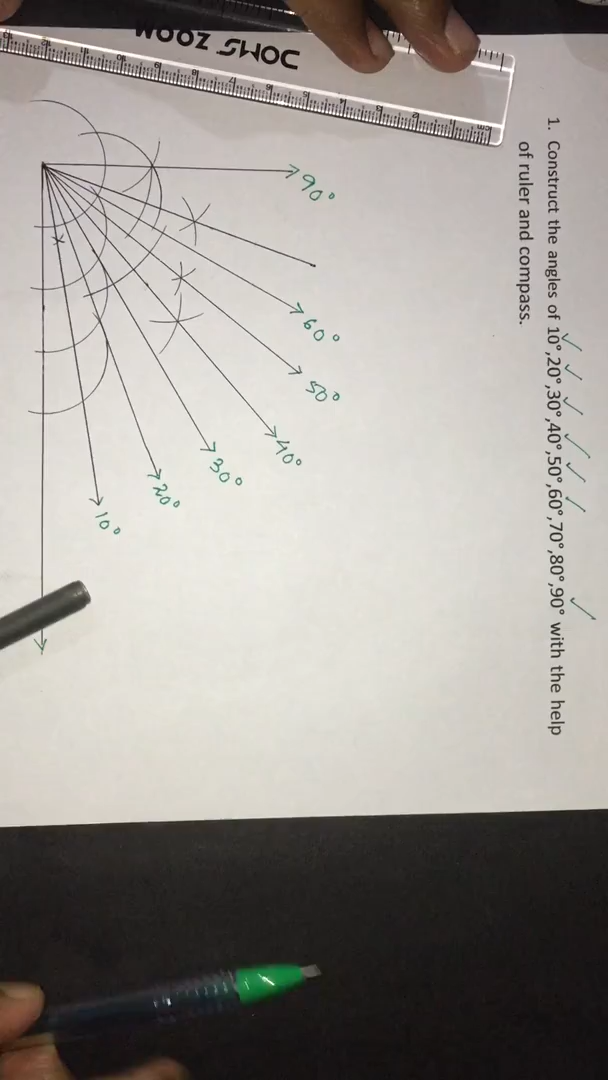 1. Construct the angles of 10°,20°,30°,40°,50°,60°,70°,80°,90° with the help
of ruler and compass.
DOMS ZOOM
90°
60°
50°
40°
30°
20°
10°